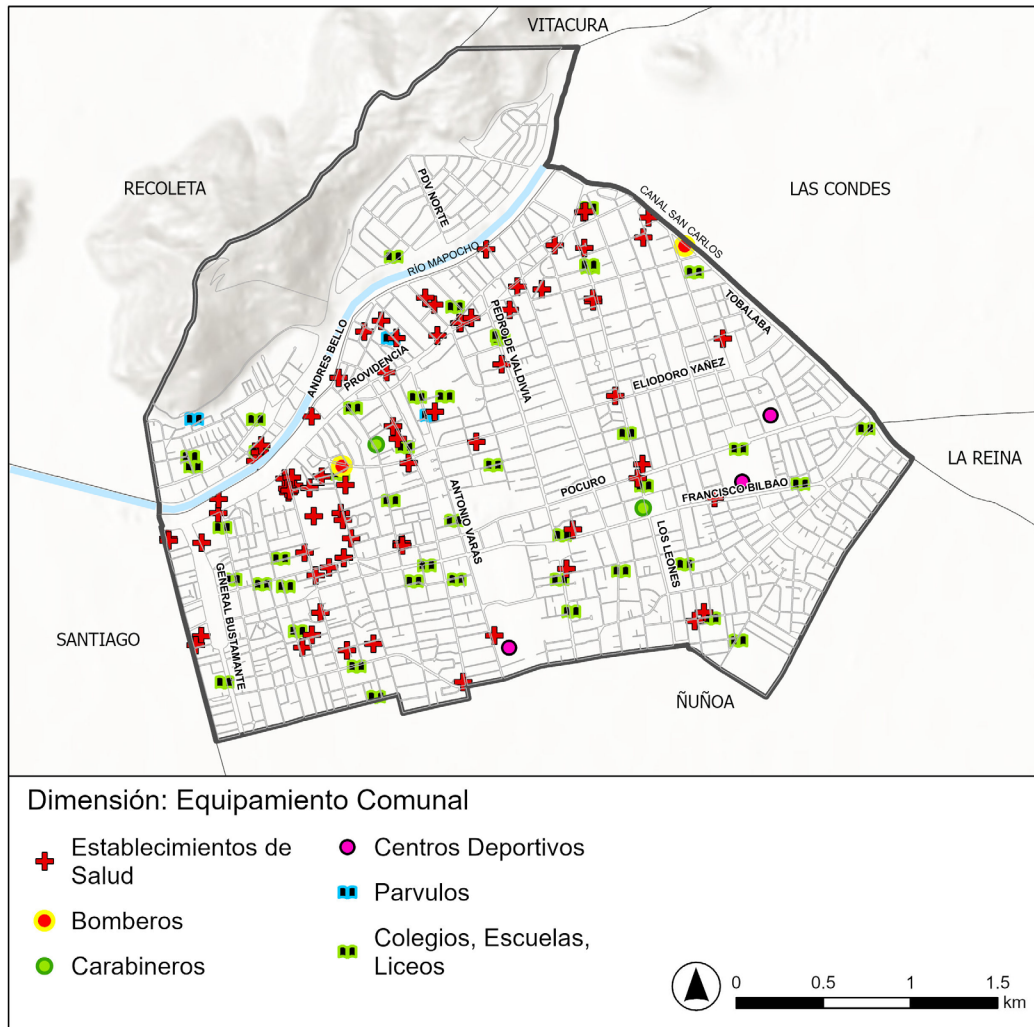 VITACURA
RECOLETA
LAS CONDES
PDV NORTE
CANAL SAN CARLOS
RIO MAPOCHO
TOBALABA
ANDRES BELLO
PEDRO DE VALDIVIA
PROVIDENCIA
ELIODORO YAÑEZ
LA REINA
POCURO
FRANCISCO BILBAO
ANTONIO VARAS
LOS LEONES
GENERAL BUSTAMANTE
SANTIAGO
ÑUÑOA
Dimensión: Equipamiento Comunal
Establecimientos de
Salud
Bomberos
Carabineros
Centros Deportivos
Parvulos
Colegios, Escuelas,
Liceos
0 0.5 1 1.5
km